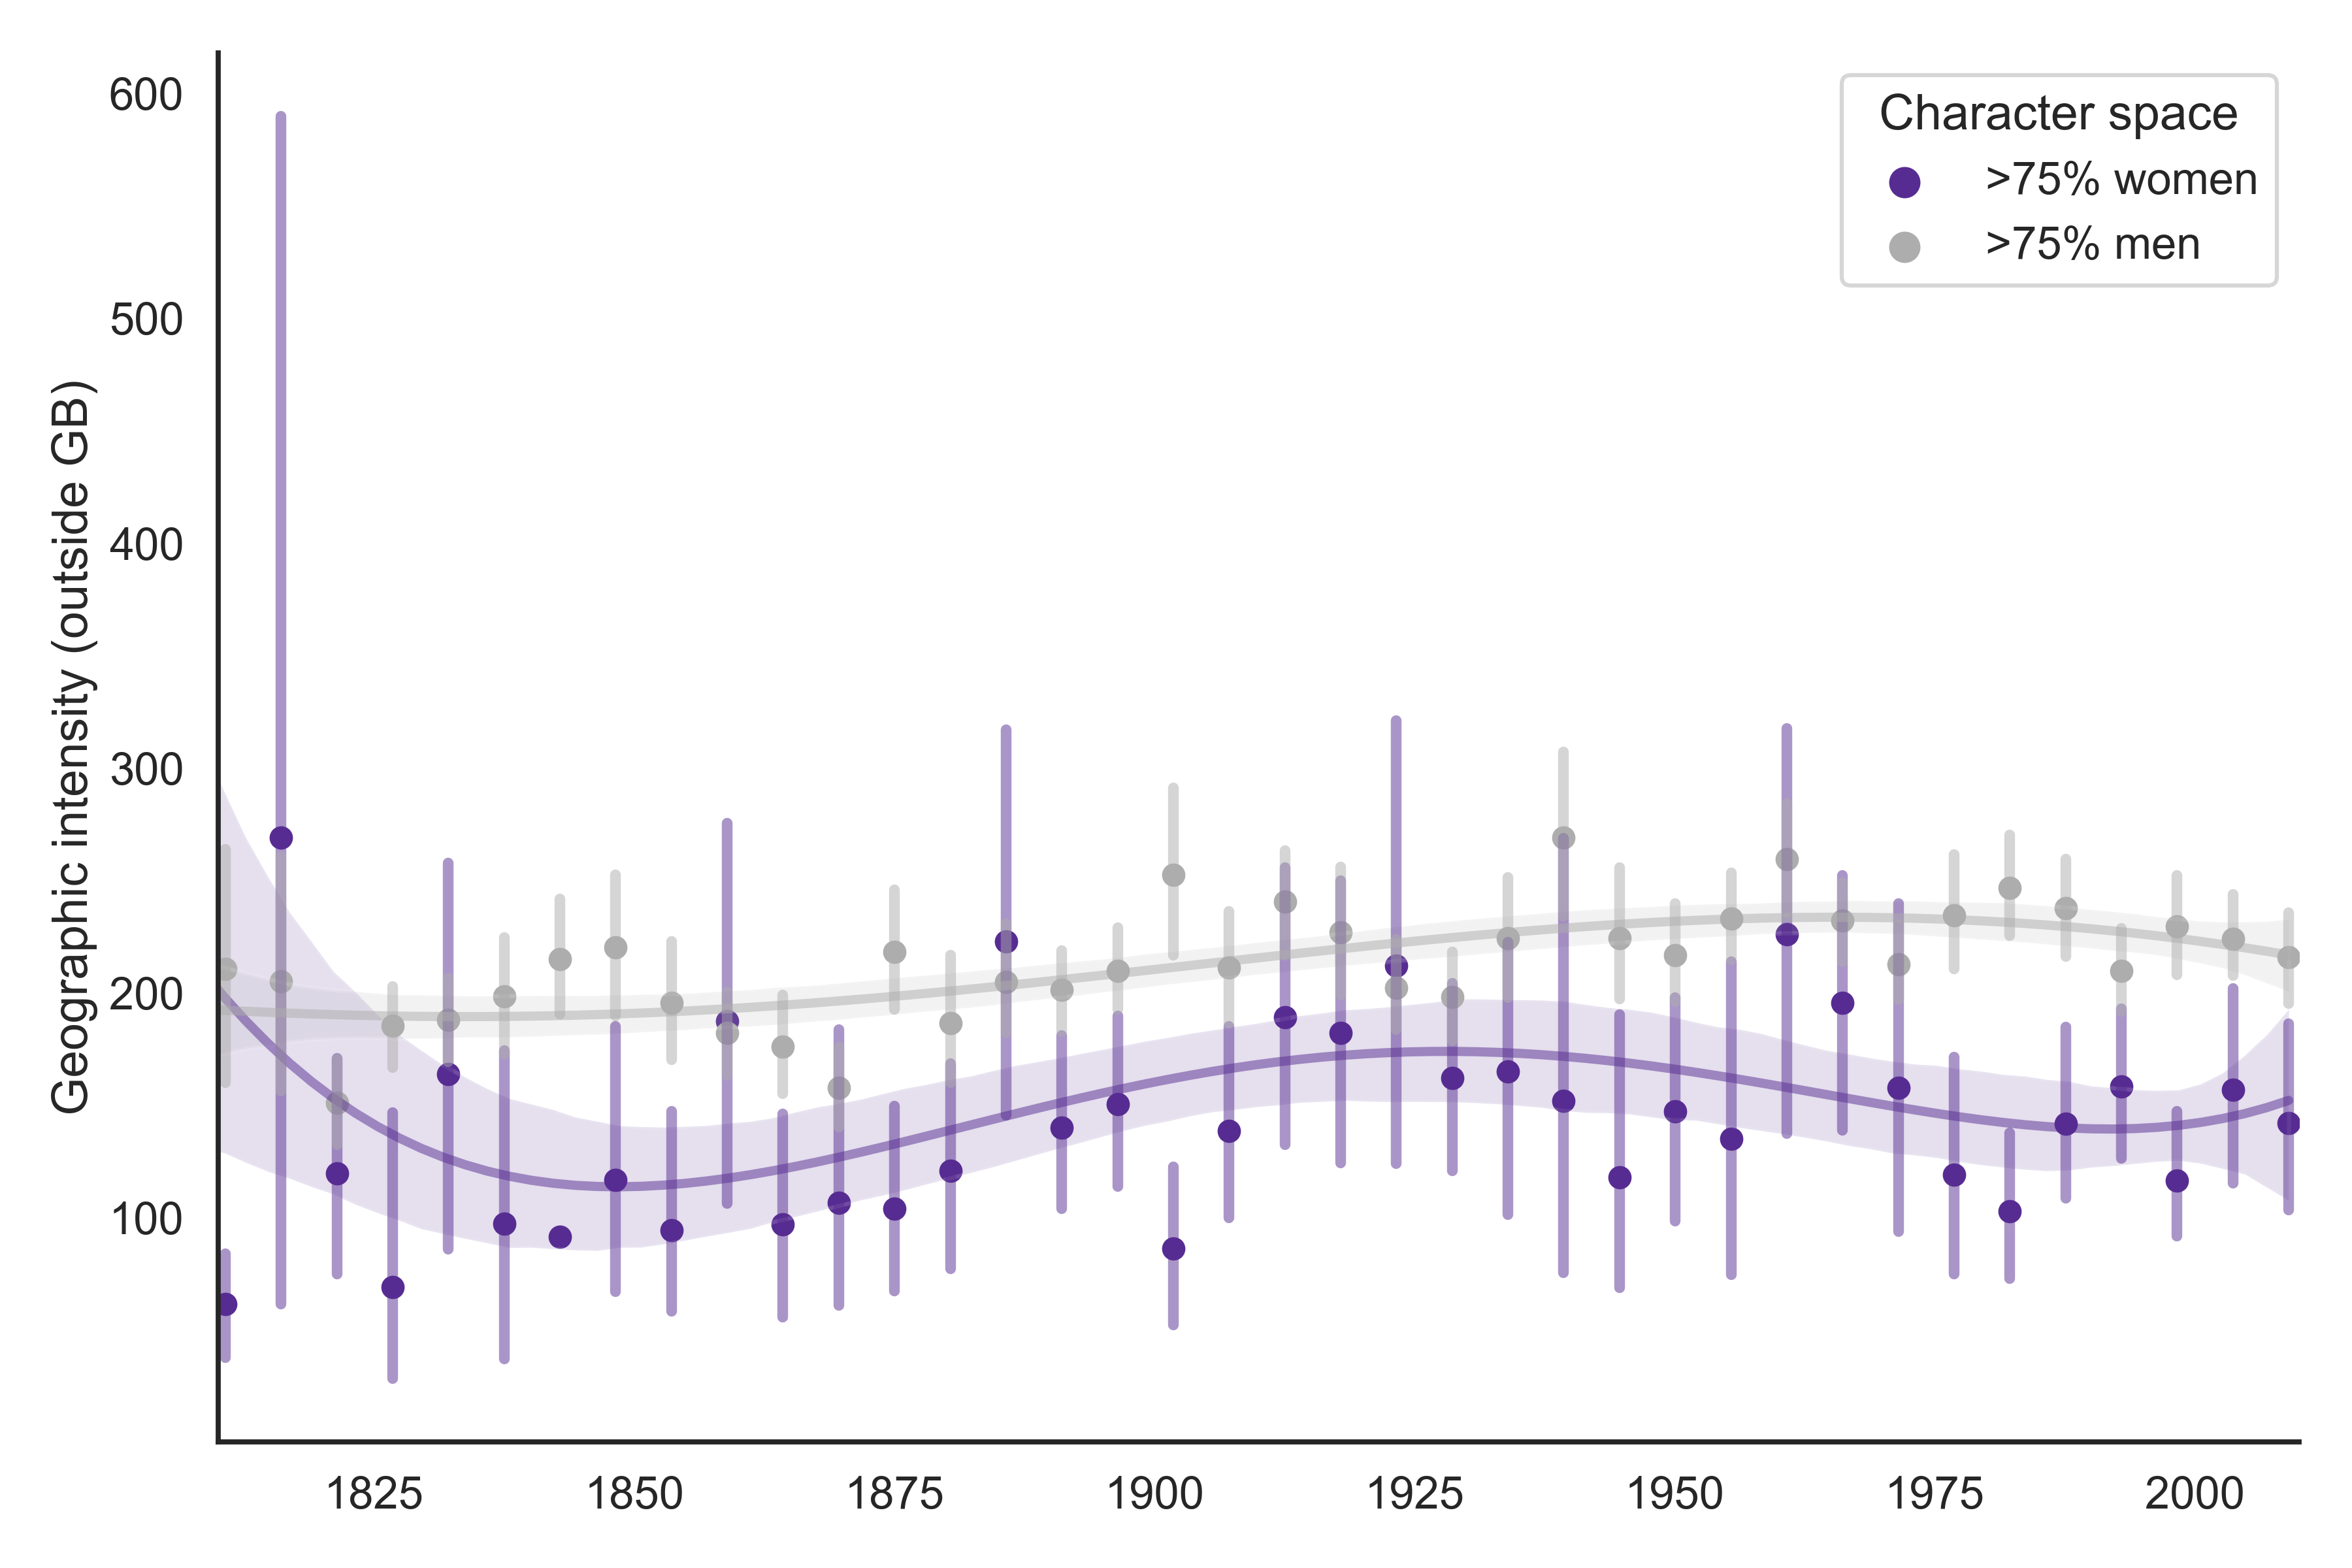 Character space
>75% women
>75% men
Geographic intensity (outside GB)
600
500
400
300
200
100
1825 1850 1875 1900 1925 1950 1975 2000